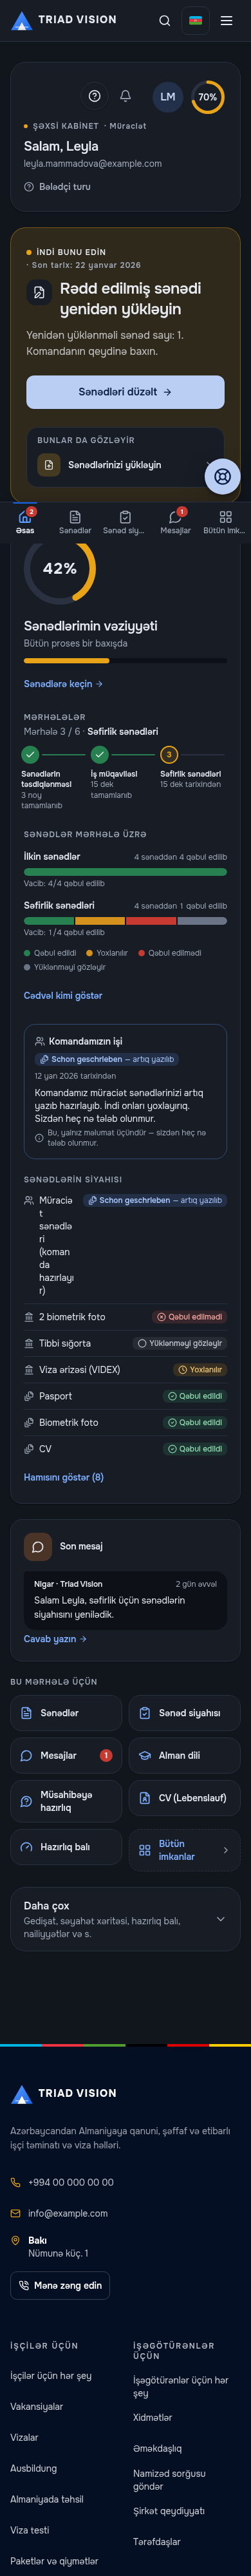 TRIAD VISION
LM
70%
ŞƏXSİ KABİNET · Müraciət
Salam, Leyla
leyla.mammadova@example.com
Bələdçi turu
İNDİ BUNU EDİN
· Son tarix: 22 yanvar 2026
Rədd edilmiş sənədi
yenidən yükləyin
Yenidən yüklənməli sənəd sayı: 1.
Komandanın qeydinə baxın.
Sənədləri düzəlt →
BUNLAR DA GÖZLƏYİR
Sənədlərinizi yükləyin
2
1
Əsas
Sənədlər
Sənəd siy...
Mesajlar
Bütün imk...
42%
Sənədlərimin vəziyyəti
Bütün proses bir baxışda
Sənədlərə keçin →
MƏRHƏLƏLƏR
Mərhələ 3 / 6 · Səfirlik sənədləri
3
Sənədlərin
təsdiqlənməsi
3 noy
tamamlanıb
İş müqaviləsi
15 dek
tamamlanıb
Səfirlik sənədləri
15 dek tarixindən
SƏNƏDLƏR MƏRHƏLƏ ÜZRƏ
İlkin sənədlər
4 sənəddən 4 qəbul edilib
Vacib: 4/4 qəbul edilib
Səfirlik sənədləri
4 sənəddən 1 qəbul edilib
Vacib: 1/4 qəbul edilib
Qəbul edildi
Yoxlanılır
Qəbul edilmədi
Yüklənməyi gözləyir
Cədvəl kimi göstər
Komandamızın işi
Schon geschrieben — artıq yazılıb
12 yan 2026 tarixindən
Komandamız müraciət sənədlərinizi artıq
yazıb hazırlayıb. İndi onları yoxlayırıq.
Sizdən heç nə tələb olunmur.
Bu, yalnız məlumat üçündür — sizdən heç nə
tələb olunmur.
SƏNƏDLƏRİN SİYAHISI
Müraciə
t
sənədlə
ri
(koman
da
hazırlayı
r)
Schon geschrieben — artıq yazılıb
2 biometrik foto
Qəbul edilmədi
Tibbi sığorta
Yüklənməyi gözləyir
Viza ərizəsi (VIDEX)
Yoxlanılır
Pasport
Qəbul edildi
Biometrik foto
Qəbul edildi
CV
Qəbul edildi
Hamısını göstər (8)
Son mesaj
Nigar · Triad Vision
2 gün əvvəl
Salam Leyla, səfirlik üçün sənədlərin
siyahısını yenilədik.
Cavab yazın →
BU MƏRHƏLƏ ÜÇÜN
Sənədlər
Sənəd siyahısı
Mesajlar
1
Alman dili
Müsahibəyə
hazırlıq
CV (Lebenslauf)
Hazırlıq balı
Bütün
imkanlar
Daha çox
Gedişat, səyahət xəritəsi, hazırlıq balı,
nailiyyətlər və s.
TRIAD VISION
Azərbaycandan Almaniyaya qanuni, şəffaf və etibarlı
işçi təminatı və viza həlləri.
+994 00 000 00 00
info@example.com
Bakı
Nümunə küç. 1
Mənə zəng edin
İŞÇİLƏR ÜÇÜN
İşçilər üçün hər şey
Vakansiyalar
Vizalar
Ausbildung
Almaniyada təhsil
Viza testi
Paketlər və qiymətlər
İŞƏGÖTÜRƏNLƏR
ÜÇÜN
İşəgötürənlər üçün hər
şey
Xidmətlər
Əməkdaşlıq
Namizəd sorğusu
göndər
Şirkət qeydiyyatı
Tərəfdaşlar